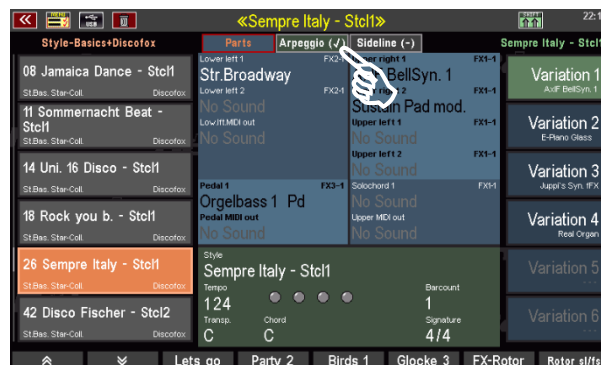 MENU
USB
«Sempre Italy - Stcl1»
22:1
Style-Basics+Discofox
Parts
Arpeggio (√)
Sideline (-)
Sempre Italy - Stcl1
08 Jamaica Dance - Stcl1
St.Bas. Star-Coll.
Discofox
11 Sommernacht Beat -
Stcl1
St.Bas. Star-Coll.
Discofox
14 Uni. 16 Disco - Stcl1
St.Bas. Star-Coll.
Discofox
18 Rock you b. - Stcl1
St.Bas. Star-Coll.
Discofox
26 Sempre Italy - Stcl1
St.Bas. Star-Coll.
Discofox
42 Disco Fischer - Stcl2
St.Bas. Star-Coll.
Discofox
Lower left 1
FX2-1
Str.Broadway
Lower left 2
FX2-1
No Sound
Low.lft.MIDI out
No Sound
right 1
FX1-1
BellSyn. 1
FX1-1
Sustain Pad mod.
Upper left 1
FX1-1
No Sound
Upper left 2
FX1-1
No Sound
Pedal 1
FX3-1
Orgelbass 1 Pd
Pedal MIDI out
No Sound
Solochord 1
FX1-1
No Sound
Upper MIDI out
No Sound
Style
Sempre Italy - Stcl1
Tempo
124
Barcount
1
Transp.
C
Chord
C
Signature
4/4
Variation 1
AxiF BellSyn. 1
Variation 2
E-Piano Glass
Variation 3
Juppi's Syn. 1FX
Variation 4
Real Organ
Variation 5
Variation 6
Lets go
Party 2
Birds 1
Glocke 3
FX-Rotor
Rotor sl/fs